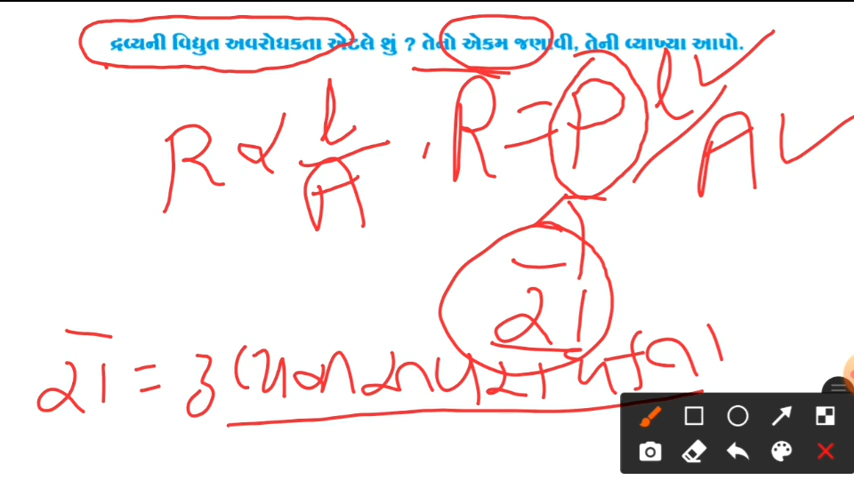 દ્રવ્યની વિદ્યુત અવરોધકતા એટલે શું ? તેનો એકમ જણાવી, તેની વ્યાખ્યા આપો.
R ∝ l/A . R = P l/A
રા
રા =